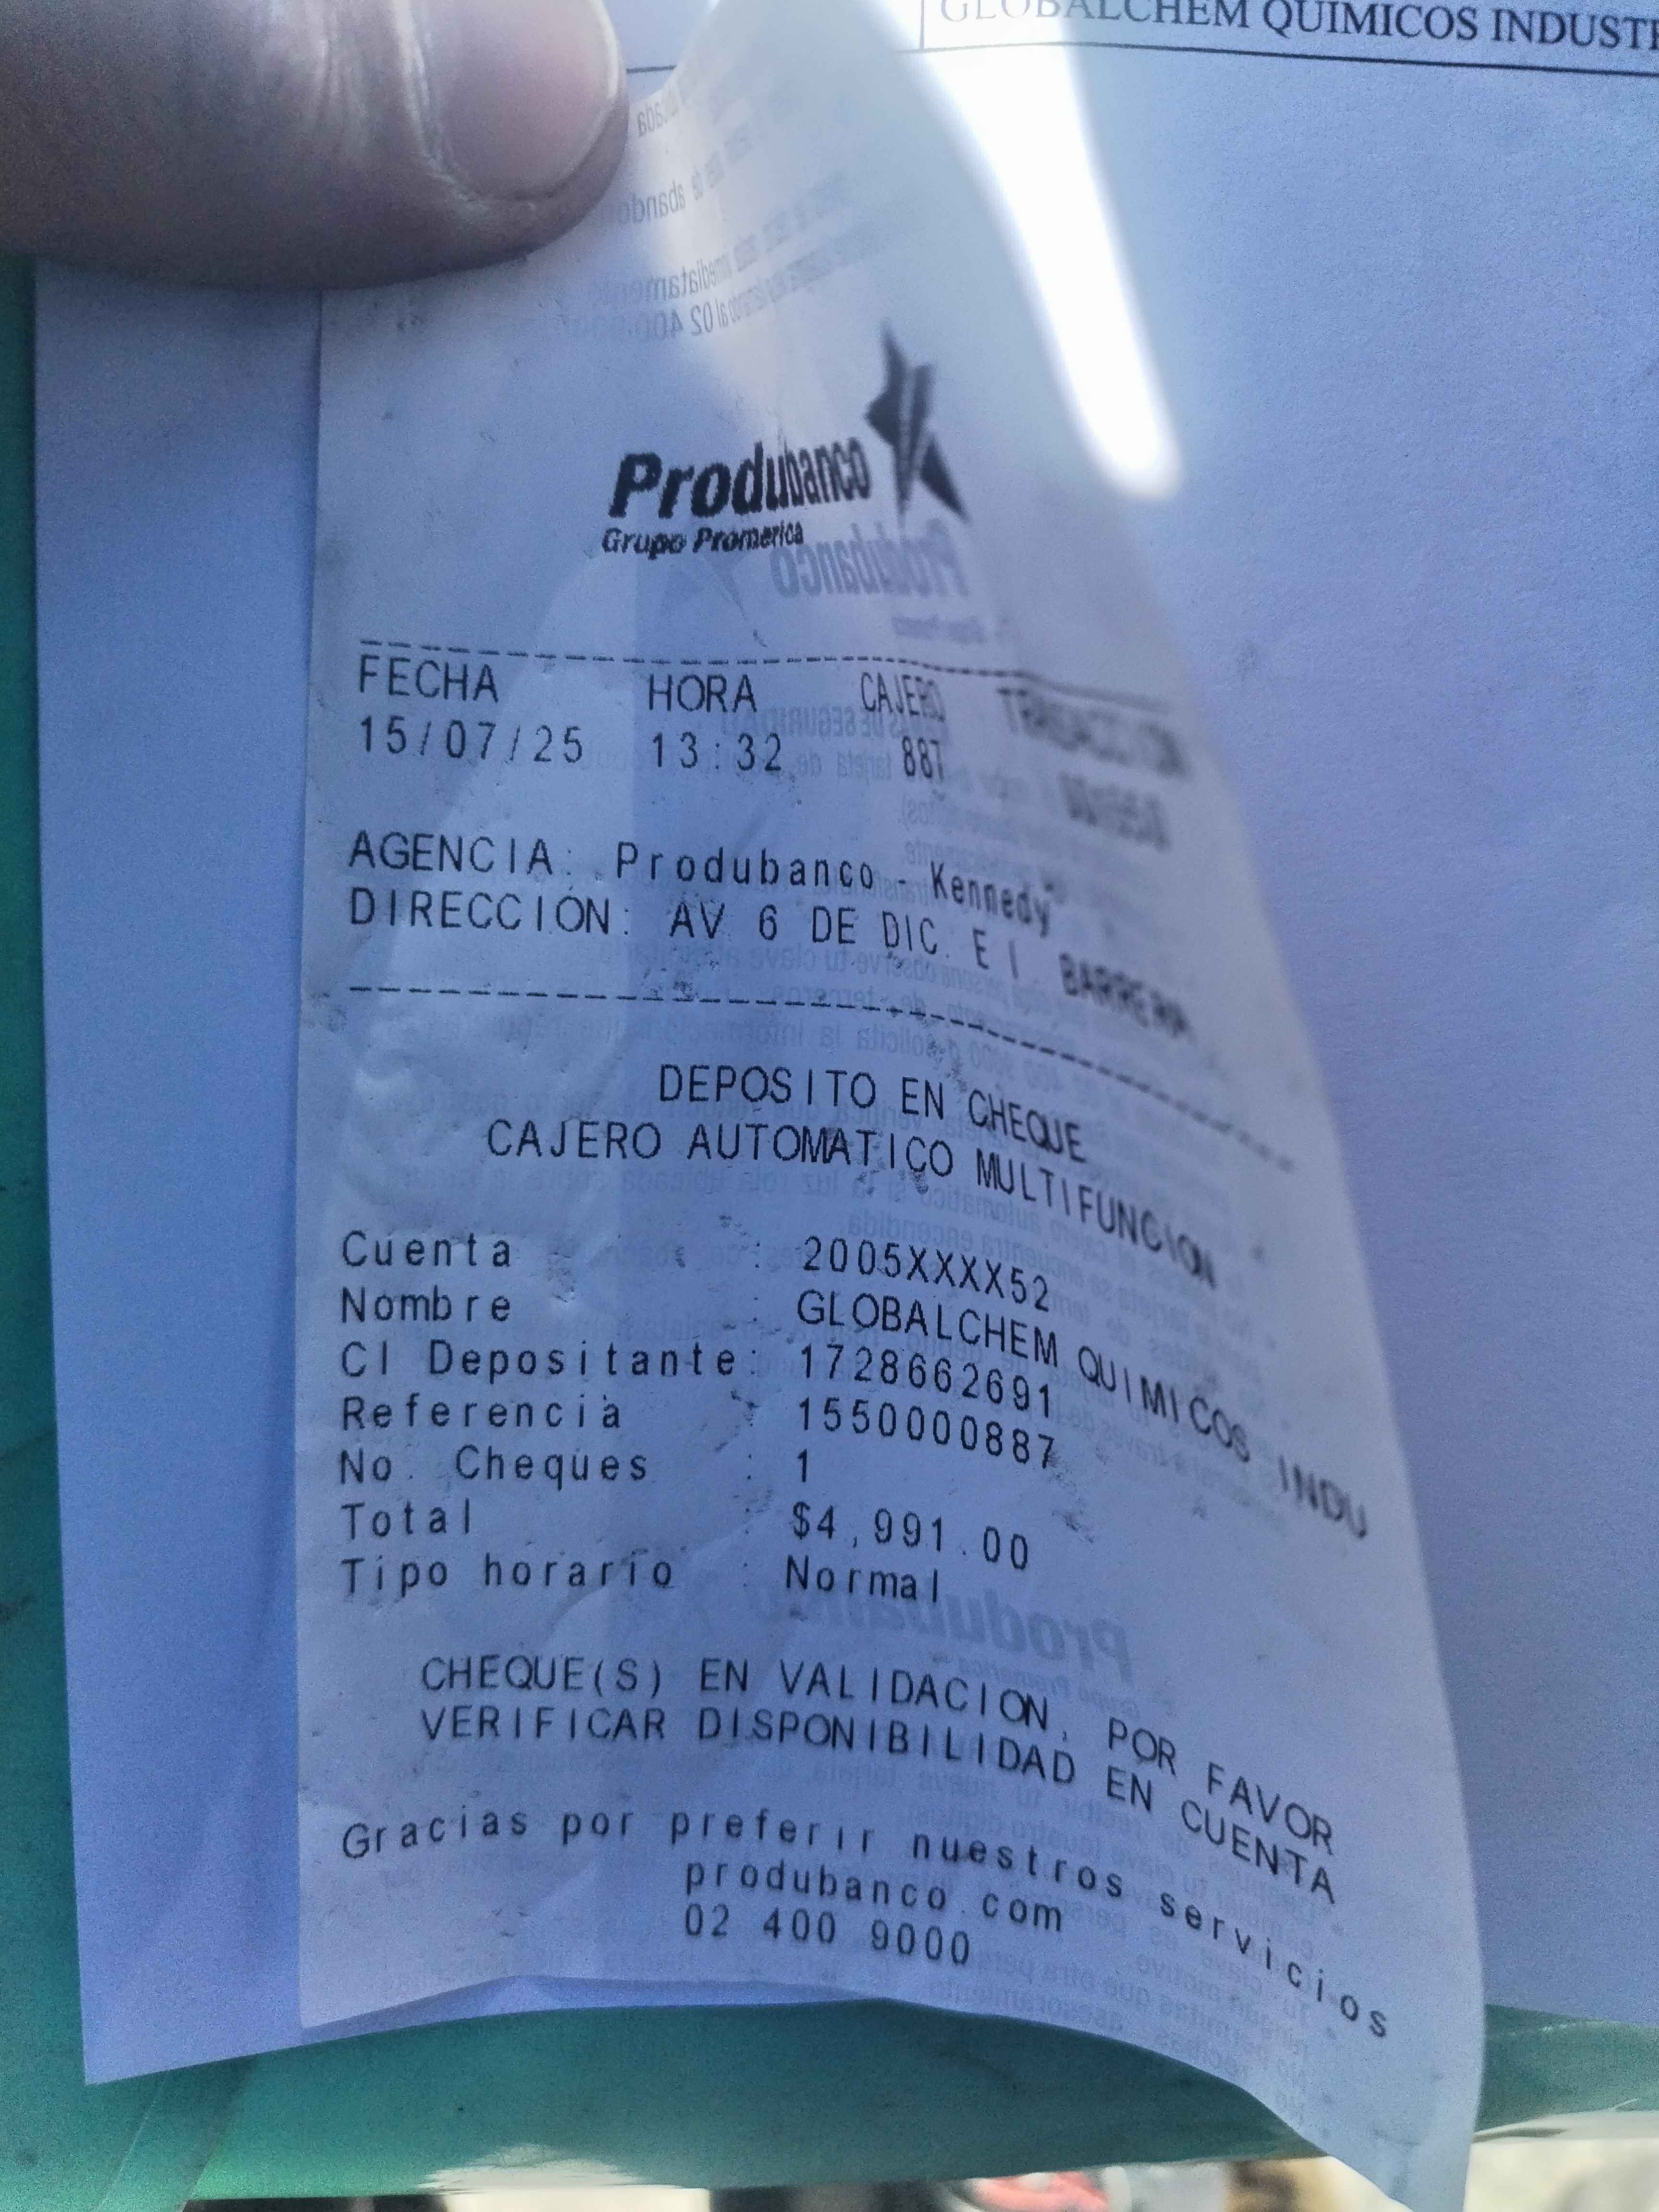 GLOBALCHEM QUIMICOS INDUST
Produbanco
Grupo Promerica
FECHA HORA CAJERO TRANSACCION
15/07/25 13:32 887
AGENCIA: Produbanco - Kennedy
DIRECCION: AV 6 DE DIC. El BARRERA
DEPOSITO EN CHEQUE
CAJERO AUTOMATICO MULTIFUNCION
Cuenta : 2005XXXX52
Nombre : GLOBALCHEM QUIMICOS INDU
CI Depositante: 1728662691
Referencia : 1550000887
No. Cheques : 1
Total : $4,991.00
Tipo horario : Normal
CHEQUE(S) EN VALIDACION, POR FAVOR
VERIFICAR DISPONIBILIDAD EN CUENTA
Gracias por preferir nuestros servicios
produbanco.com
02 400 9000